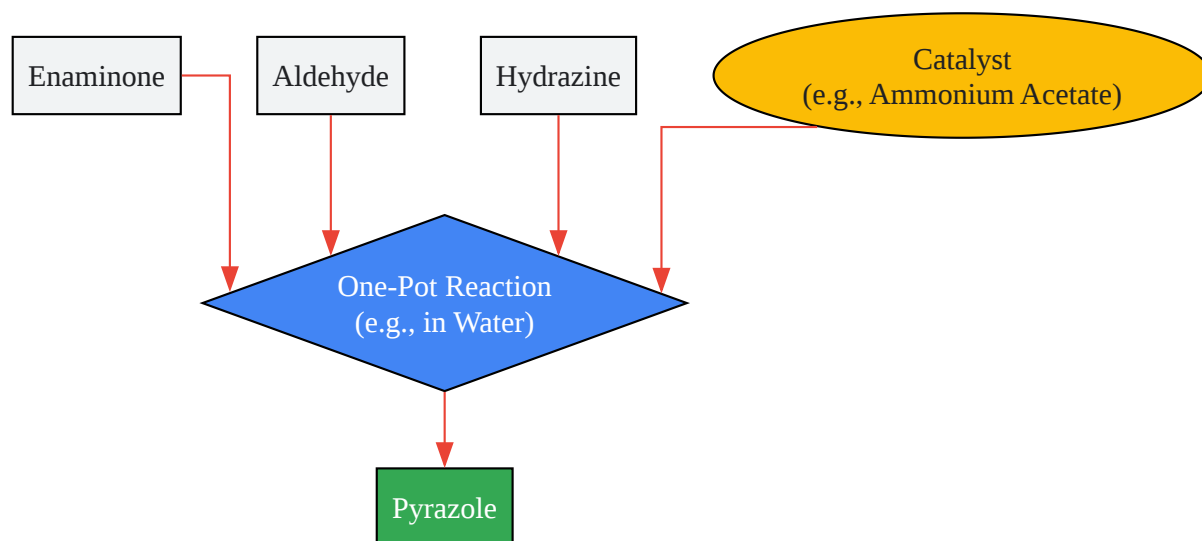 Enaminone
Aldehyde
Hydrazine
Catalyst
(e.g., Ammonium Acetate)
One-Pot Reaction
(e.g., in Water)
Pyrazole